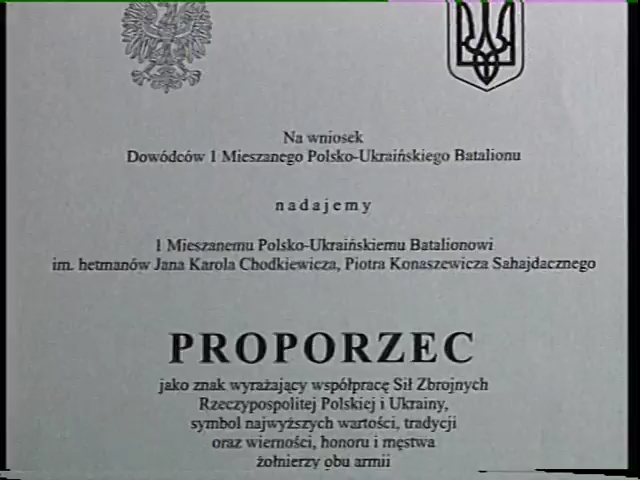 Na wniosek
Dowódców 1 Mieszanego Polsko-Ukraińskiego Batalionu
nadajemy
1 Mieszanemu Polsko-Ukraińskiemu Batalionowi
im. hetmanów Jana Karola Chodkiewicza, Piotra Konaszewicza Sahajdacznego
PROPORZEC
jako znak wyrażający współpracę Sił Zbrojnych
Rzeczypospolitej Polskiej i Ukrainy,
symbol najwyższych wartości, tradycji
oraz wierności, honoru i męstwa
żołnierzy obu armii